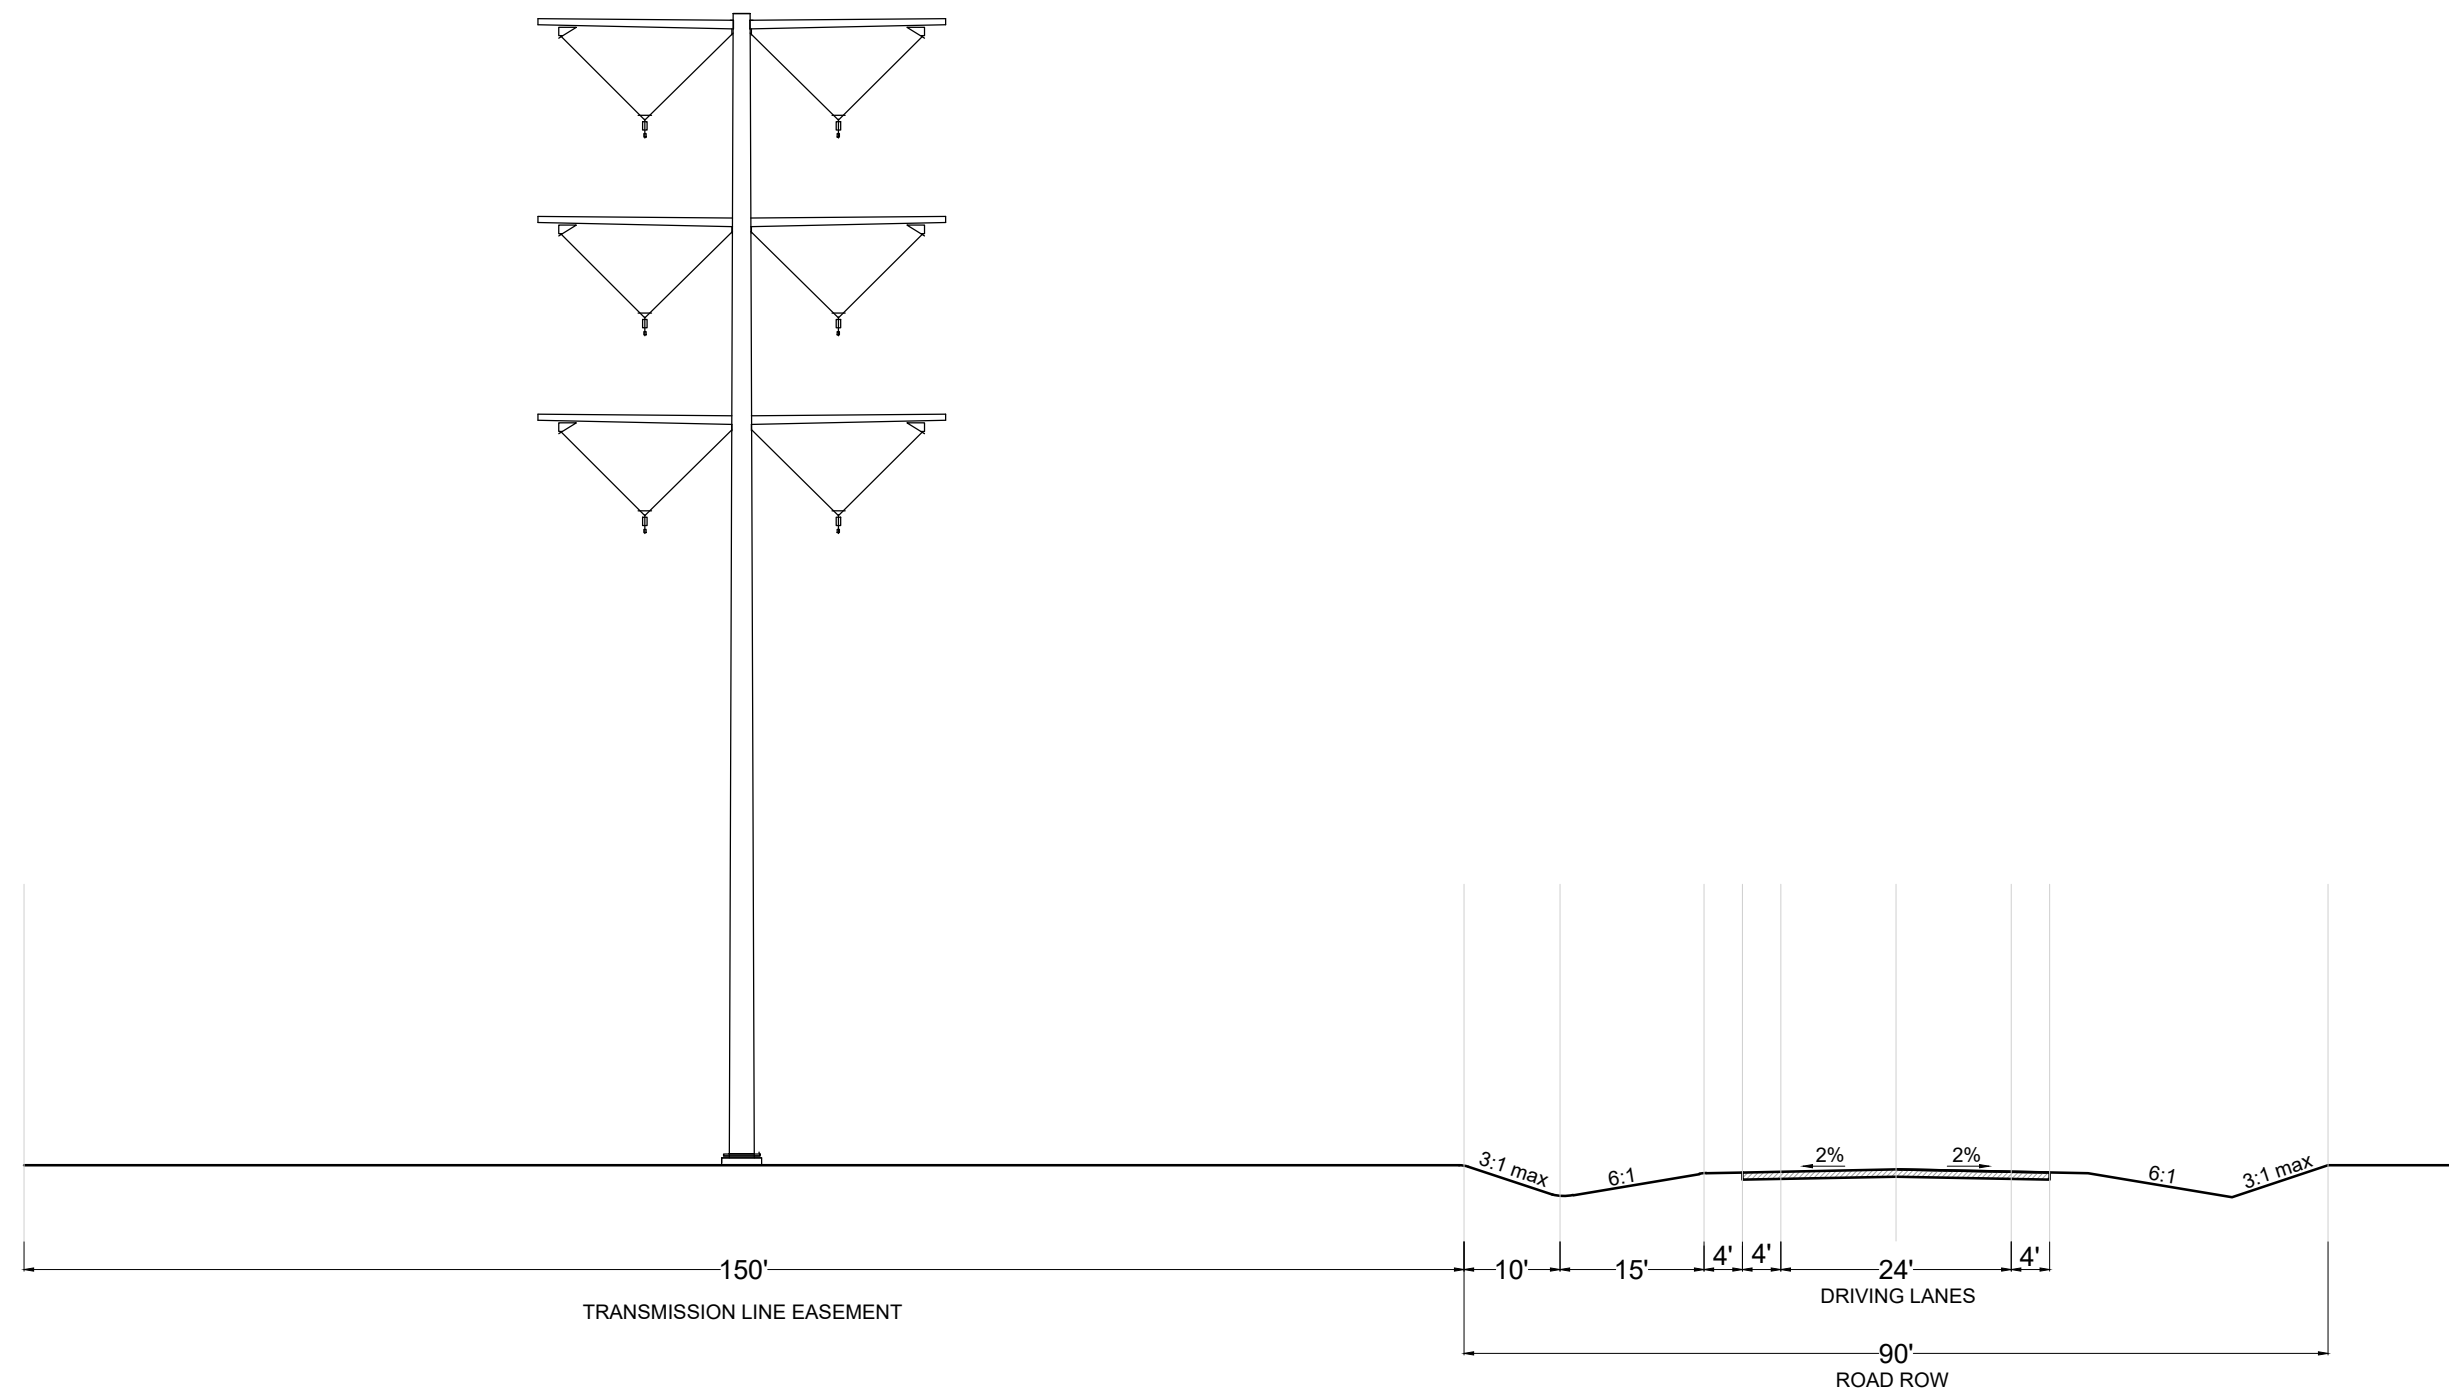 3:1 max
6:1
2%
2%
6:1
3:1 max
150'
10'
15'
4'
4'
24'
4'
DRIVING LANES
TRANSMISSION LINE EASEMENT
90'
ROAD ROW